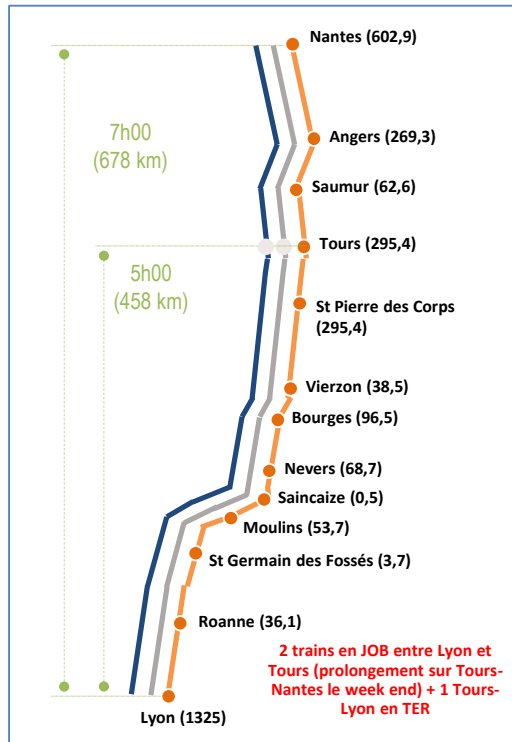 Nantes (602,9)
7h00
(678 km)
Angers (269,3)
Saumur (62,6)
Tours (295,4)
5h00
(458 km)
St Pierre des Corps
(295,4)
Vierzon (38,5)
Bourges (96,5)
Nevers (68,7)
Saincaize (0,5)
Moulins (53,7)
St Germain des Fossés (3,7)
Roanne (36,1)
2 trains en JOB entre Lyon et
Tours (prolongement sur Tours-
Nantes le week end) + 1 Tours-
Lyon en TER
Lyon (1325)